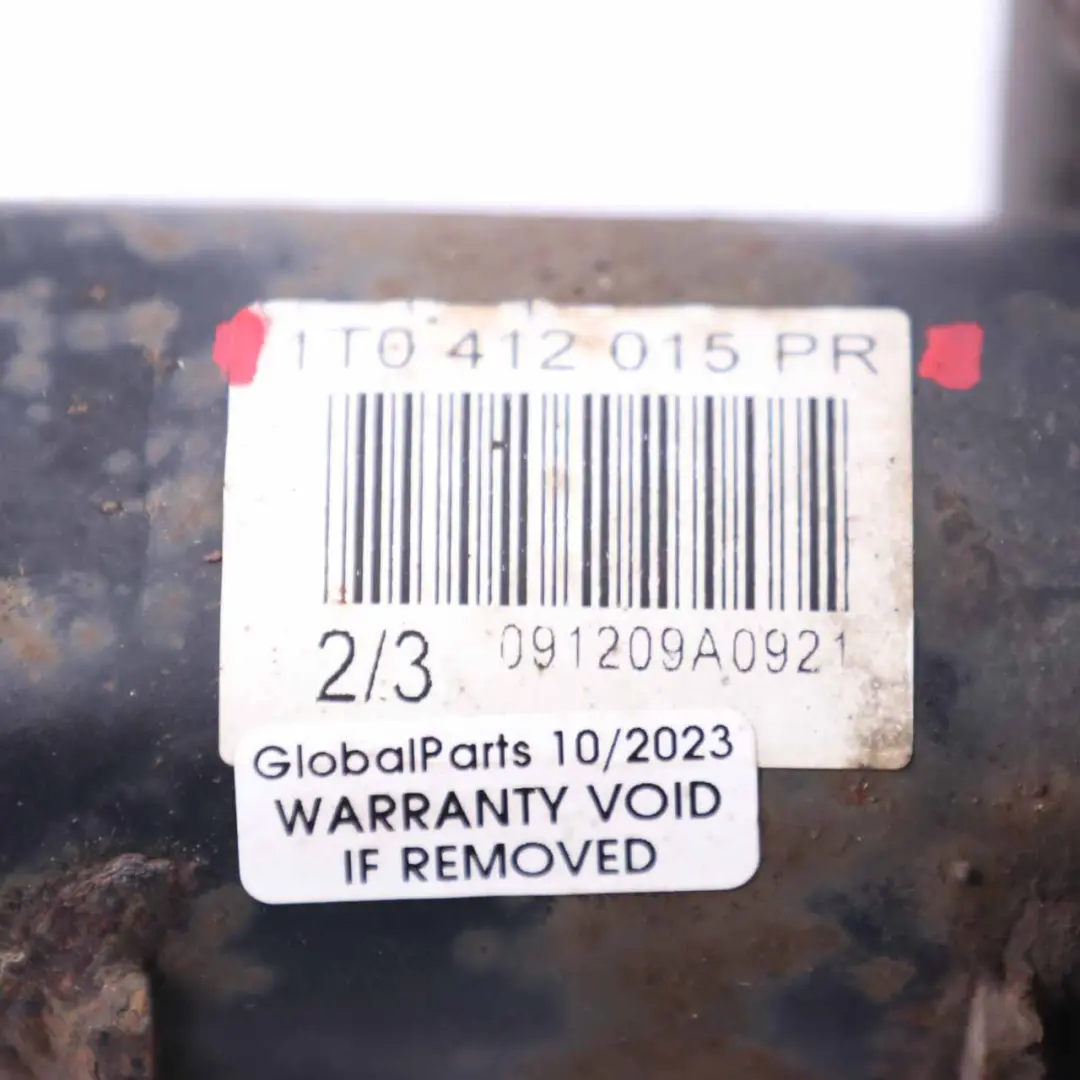 1T0 412 015 PR
2/3 091209A0921
GlobalParts 10/2023
WARRANTY VOID
IF REMOVED